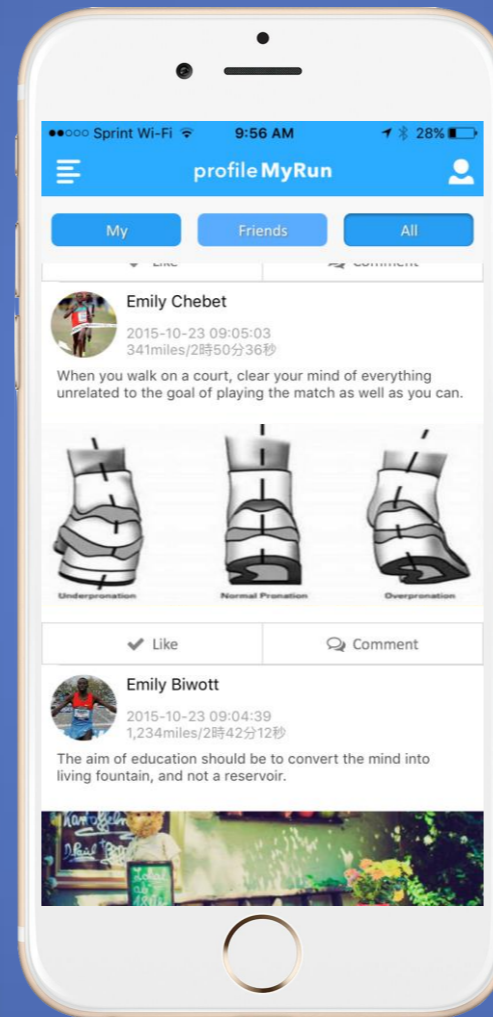 Sprint Wi-Fi 9:56 AM 28%
profile MyRun
My Friends All
Like Comment
Emily Chebet
2015-10-23 09:05:03
341miles/2時50分36秒
When you walk on a court, clear your mind of everything
unrelated to the goal of playing the match as well as you can.
Underpronation Normal Pronation Overpronation
Like Comment
Emily Biwott
2015-10-23 09:04:39
1,234miles/2時42分12秒
The aim of education should be to convert the mind into
living fountain, and not a reservoir.
Kartoffeln